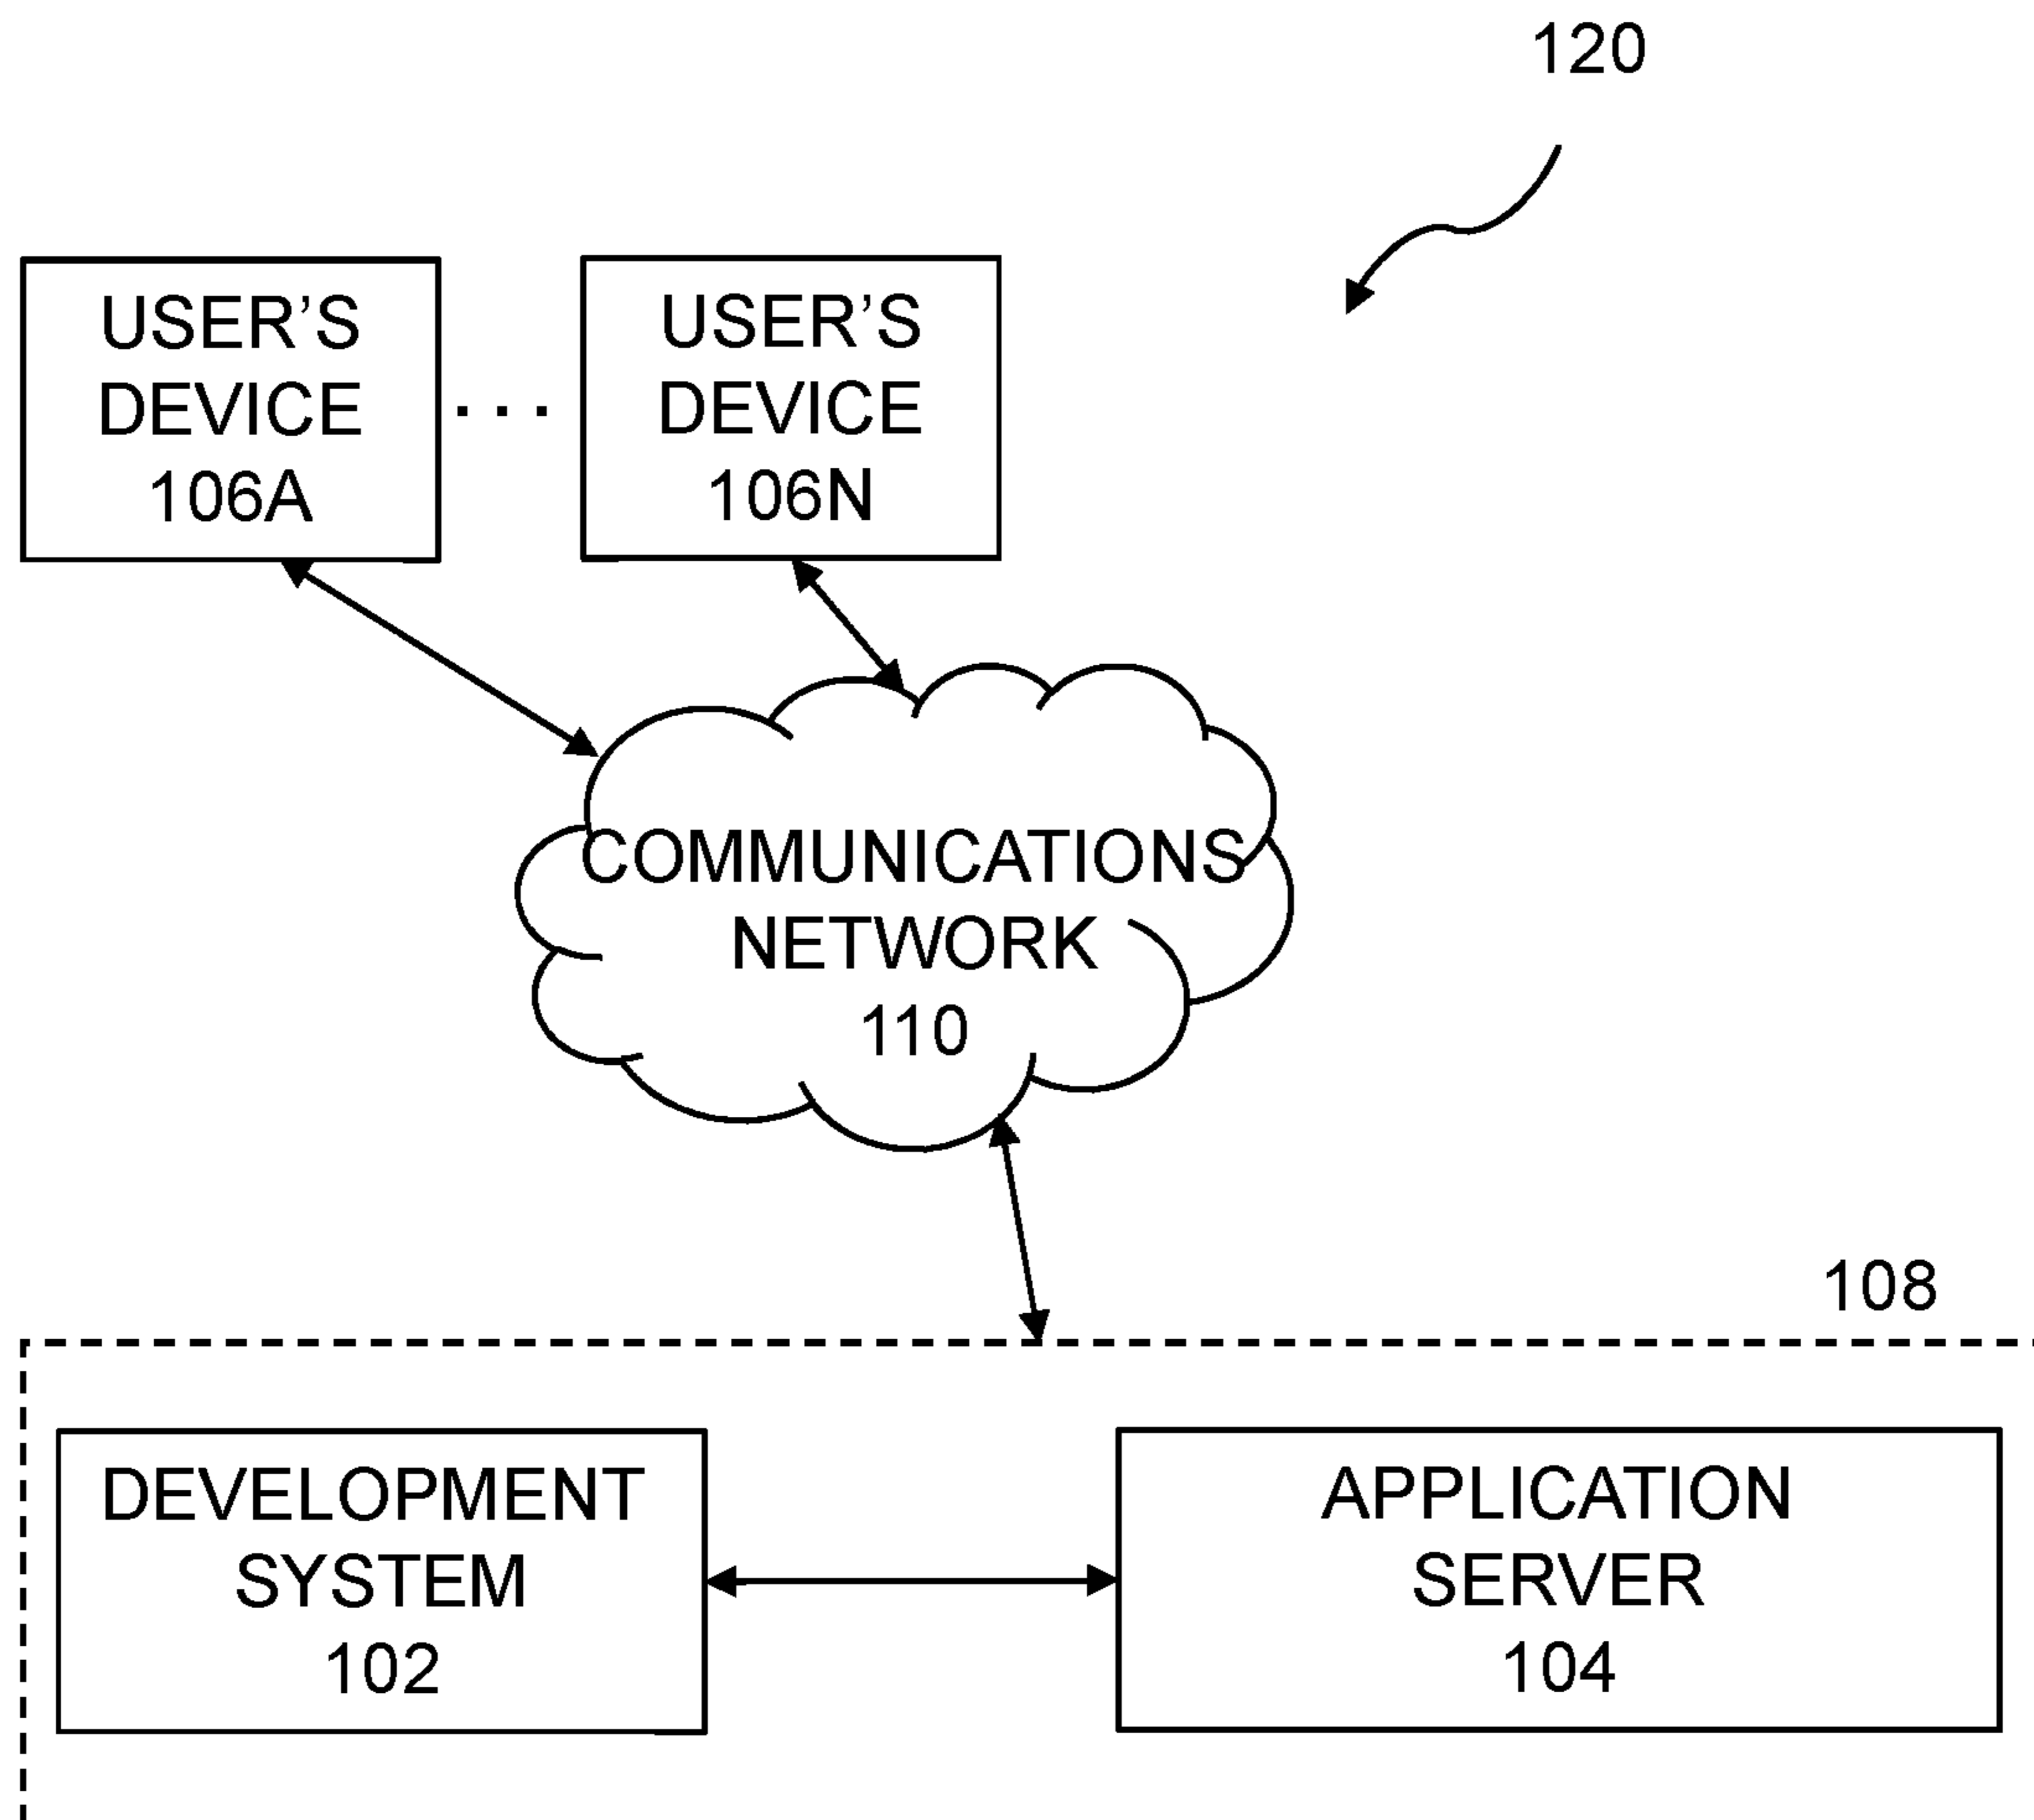 120
USER'S
DEVICE
106A
. . .
USER'S
DEVICE
106N
COMMUNICATIONS
NETWORK
110
108
DEVELOPMENT
SYSTEM
102
APPLICATION
SERVER
104